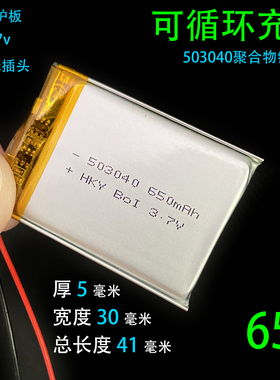 护板
可循环充
7v
503040聚合物
插头
- 503040 650mAh
+ HKY BoI 3.7V
厚 5 毫米
宽度 30 毫米
总长度 41 毫米
65